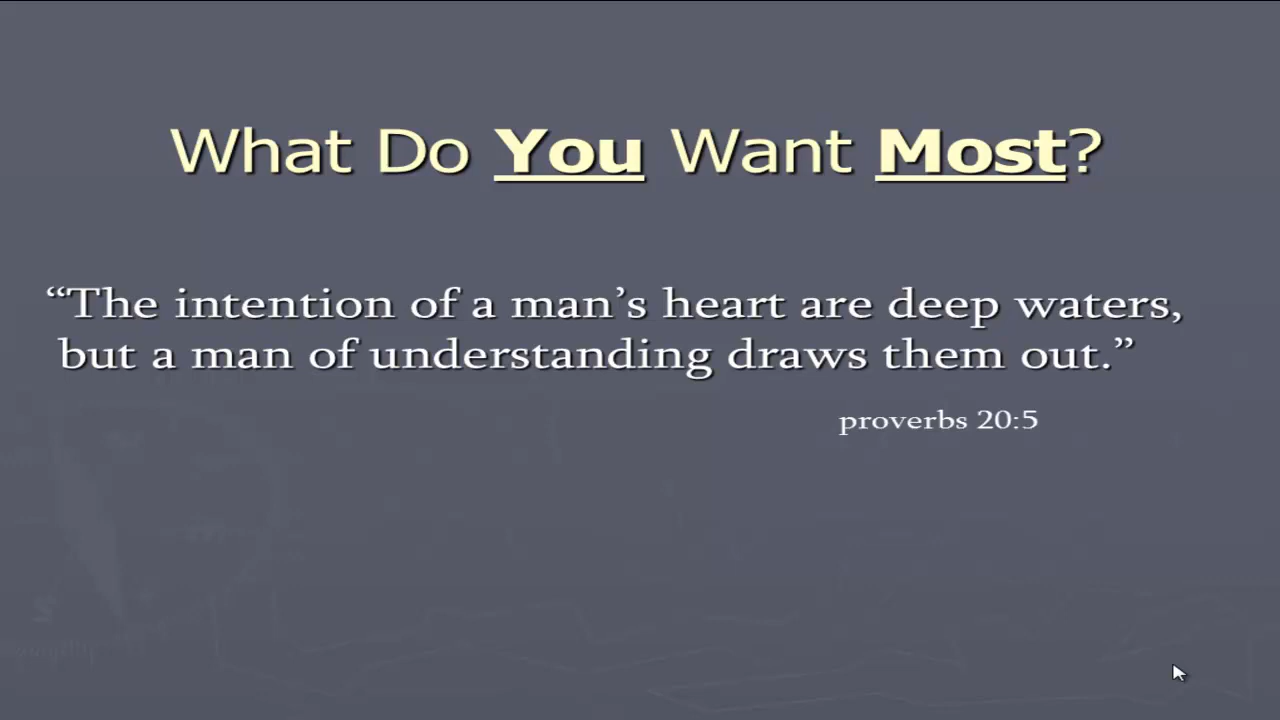 What Do You Want Most?
“The intention of a man’s heart are deep waters,
but a man of understanding draws them out.”
proverbs 20:5